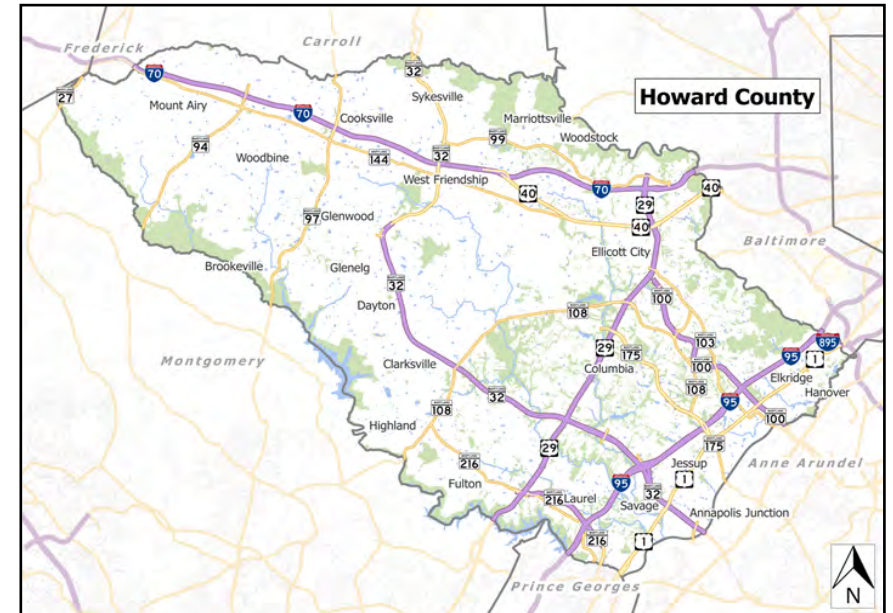 Frederick
Carroll
70
32
27
Mount Airy
70
Sykesville
Howard County
Cooksville
Marriottsville
94
99
Woodstock
Woodbine
144
32
West Friendship
70
40
40
29
97
Glenwood
40
Baltimore
Ellicott City
Brookeville
Glenelg
32
100
Dayton
108
103
895
29
175
95
1
Montgomery
Clarksville
Columbia
100
Elkridge
32
108
Hanover
95
108
100
Highland
175
29
216
Jessup
Anne Arundel
Fulton
95
1
216
Laurel
32
Savage
Annapolis Junction
216
1
Prince Georges
N